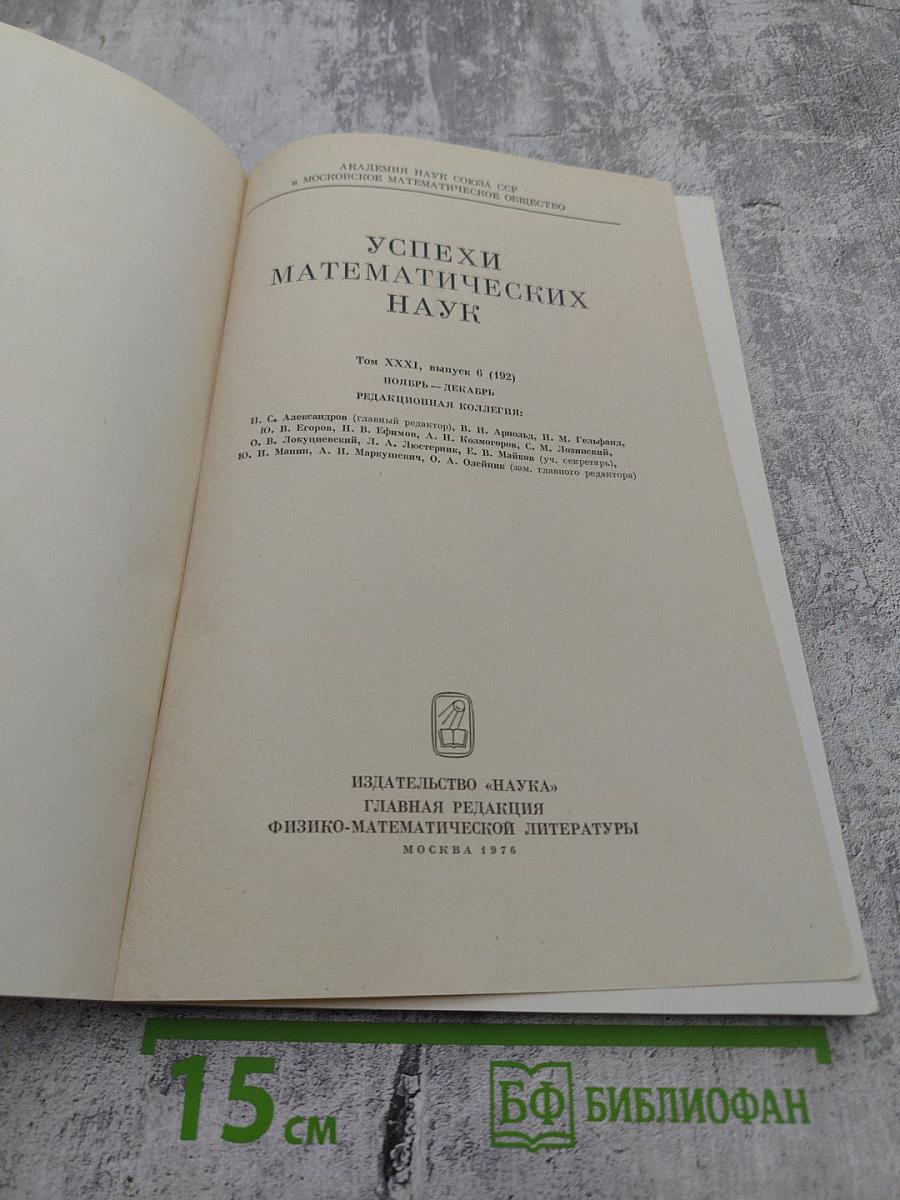 АКАДЕМИЯ НАУК СОЮЗА ССР
и МОСКОВСКОЕ МАТЕМАТИЧЕСКОЕ ОБЩЕСТВО
УСПЕХИ
МАТЕМАТИЧЕСКИХ
НАУК
Том XXXI, выпуск 6 (192)
НОЯБРЬ — ДЕКАБРЬ
РЕДАКЦИОННАЯ КОЛЛЕГИЯ:
П. С. Александров (главный редактор), В. И. Арнольд, И. М. Гельфанд,
Ю. В. Егоров, Н. В. Ефимов, А. Н. Колмогоров, С. М. Лозинский,
О. В. Локуциевский, Л. А. Люстерник, Е. В. Майков (уч. секретарь),
Ю. И. Манин, А. И. Маркушевич, О. А. Олейник (зам. главного редактора)
ИЗДАТЕЛЬСТВО «НАУКА»
ГЛАВНАЯ РЕДАКЦИЯ
ФИЗИКО-МАТЕМАТИЧЕСКОЙ ЛИТЕРАТУРЫ
МОСКВА 1976
15 см
БФ БИБЛИОФАН